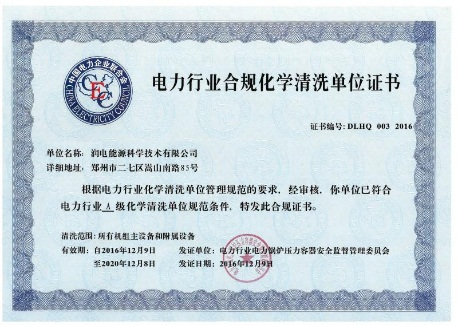 中国电力企业联合会
CHINA ELECTRICITY COUNCIL
CEC
电力行业合规化学清洗单位证书
证书编号: DLHQ 003 2016
单位名称: 润电能源科学技术有限公司
详细地址: 郑州市二七区嵩山南路85号
根据电力行业化学清洗单位管理规范的要求，经审核，你单位已符合
电力行业 A 级化学清洗单位规范条件，特发此合规证书。
清洗范围: 所有机组主设备和附属设备
有效期: 自2016年12月9日 发证单位: 电力行业电力锅炉压力容器安全监督管理委员会
至2020年12月8日 发证日期: 2016年12月9日